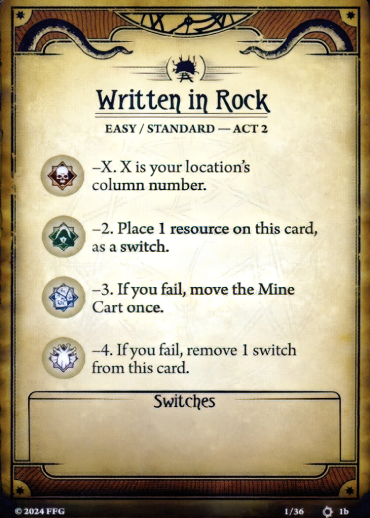 Written in Rock
EASY / STANDARD — ACT 2
–X. X is your location's
column number.
–2. Place 1 resource on this card,
as a switch.
–3. If you fail, move the Mine
Cart once.
–4. If you fail, remove 1 switch
from this card.
Switches
© 2024 FFG
1/36
1b